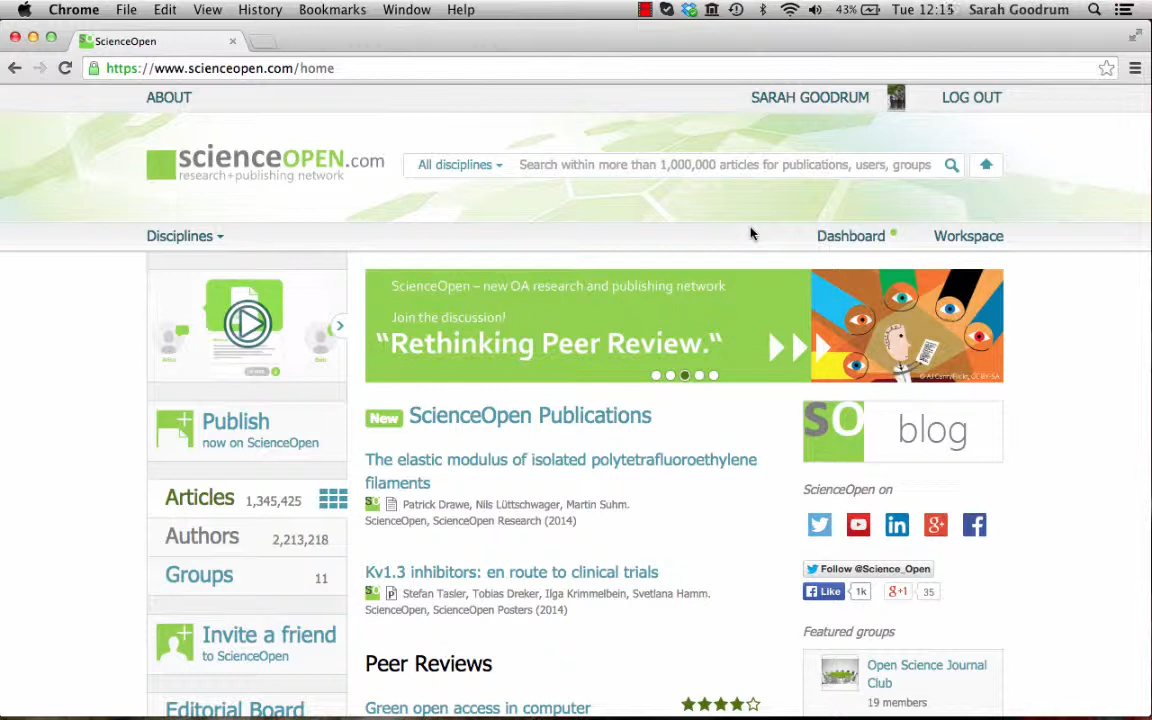 Chrome File Edit View History Bookmarks Window Help 43% Tue 12:15 Sarah Goodrum
ScienceOpen
https://www.scienceopen.com/home
ABOUT SARAH GOODRUM LOG OUT
scienceOPEN.com
research+publishing network
All disciplines Search within more than 1,000,000 articles for publications, users, groups
Disciplines Dashboard Workspace
ScienceOpen – new OA research and publishing network
Join the discussion!
“Rethinking Peer Review.“
Publish
now on ScienceOpen
Articles 1,345,425
Authors 2,213,218
Groups 11
Invite a friend
to ScienceOpen
Editorial Board
New ScienceOpen Publications
The elastic modulus of isolated polytetrafluoroethylene
filaments
Patrick Drawe, Nils Lüttschwager, Martin Suhm.
ScienceOpen, ScienceOpen Research (2014)
Kv1.3 inhibitors: en route to clinical trials
Stefan Tasler, Tobias Dreker, Ilga Krimmelbein, Svetlana Hamm.
ScienceOpen, ScienceOpen Posters (2014)
Peer Reviews
Green open access in computer
SO blog
ScienceOpen on
Follow @Science_Open
Like 1k +1 35
Featured groups
Open Science Journal
Club
19 members